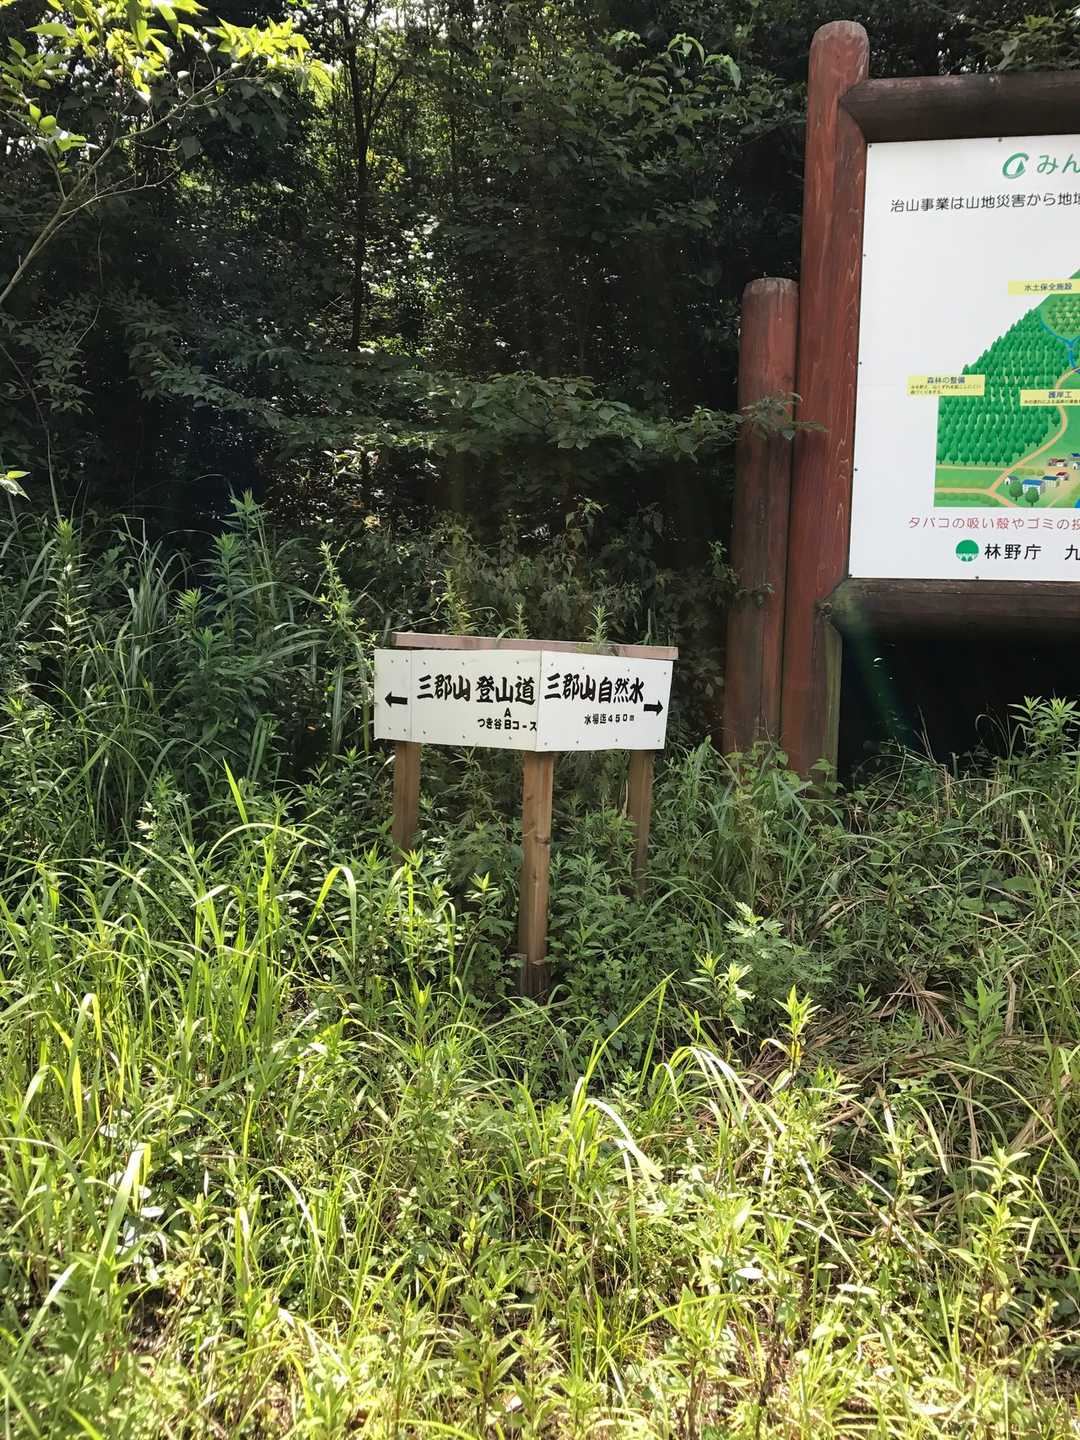 ← 三郡山 登山道
A
つき谷 B コース
三郡山自然水 →
水場迄450m
みん
治山事業は山地災害から地域
水土保全施設
森林の整備
護岸工
タバコの吸い殻やゴミの投
林野庁 九